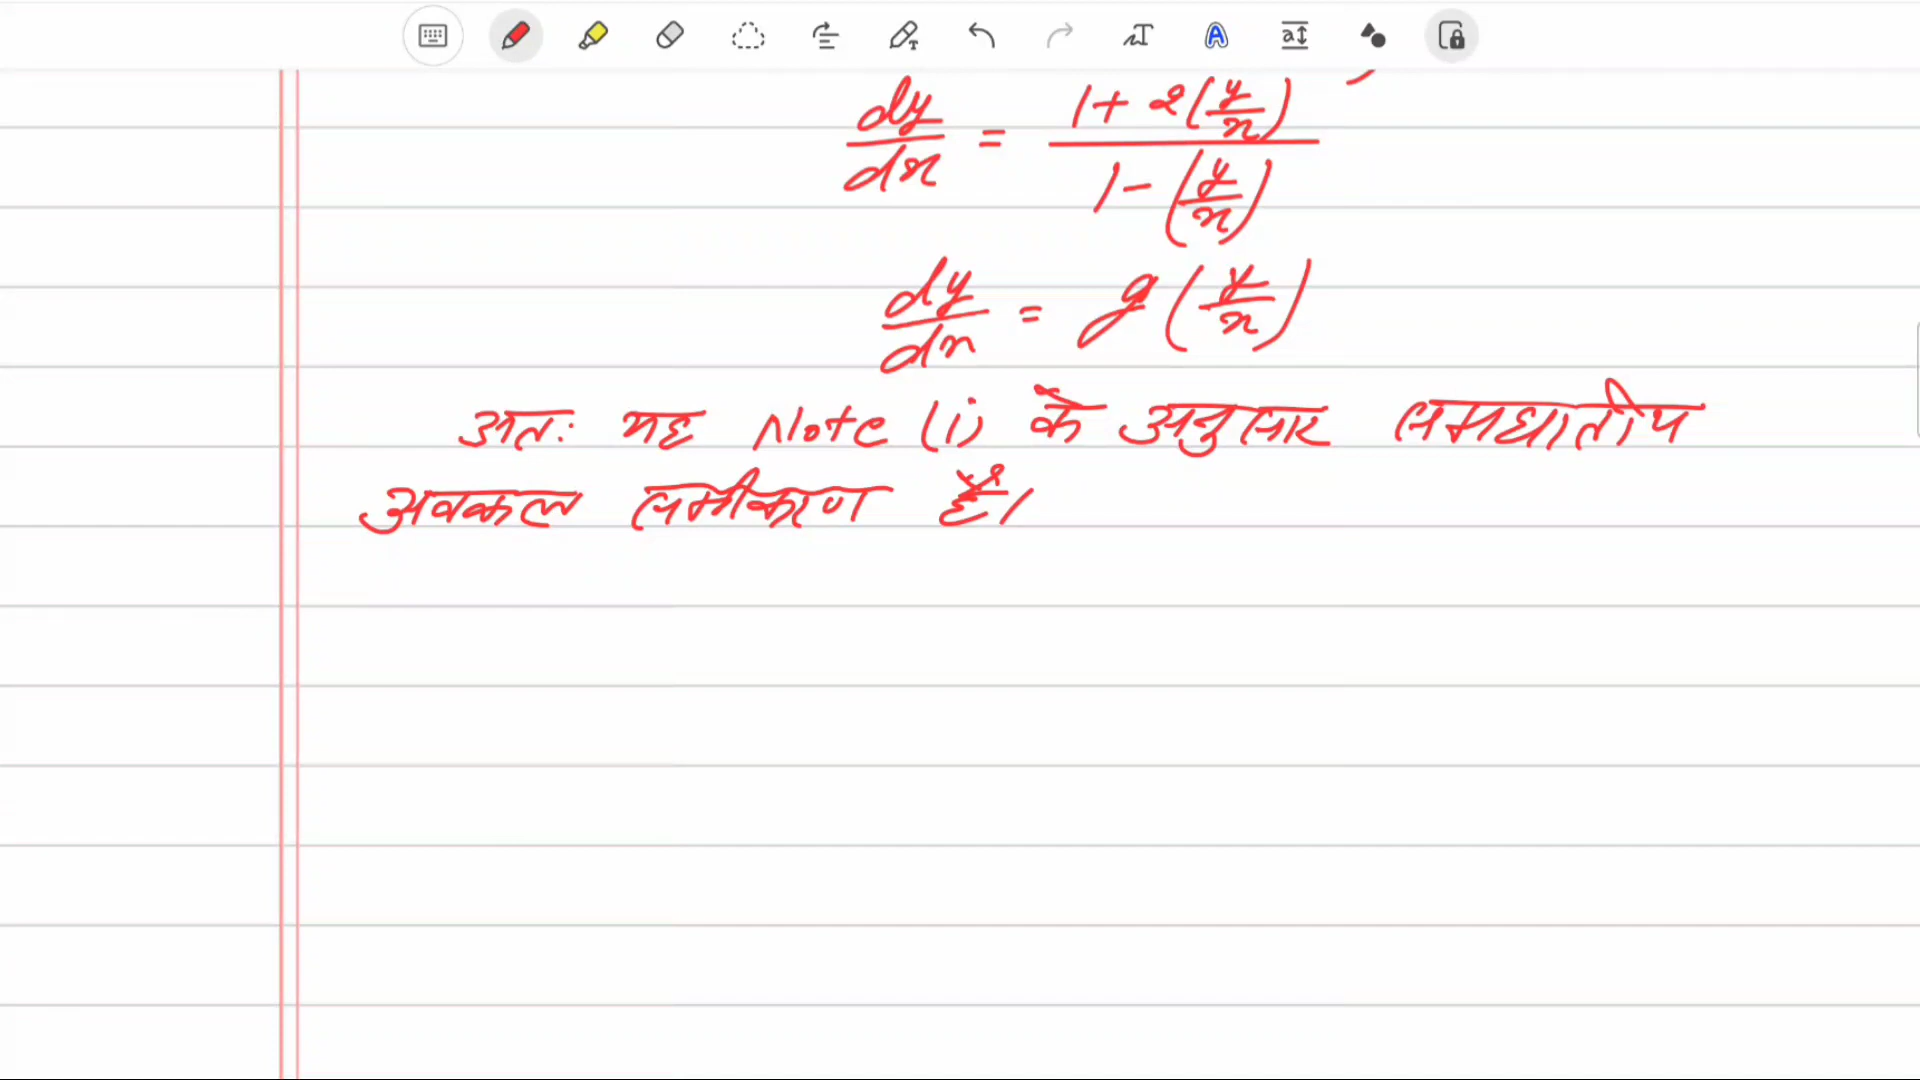 dy/dx = (1 + 2(y/x)) / (1 - (y/x))
dy/dx = g(y/x)
अतः यह Note (i) के अनुसार समघातीय
अवकल समीकरण है।